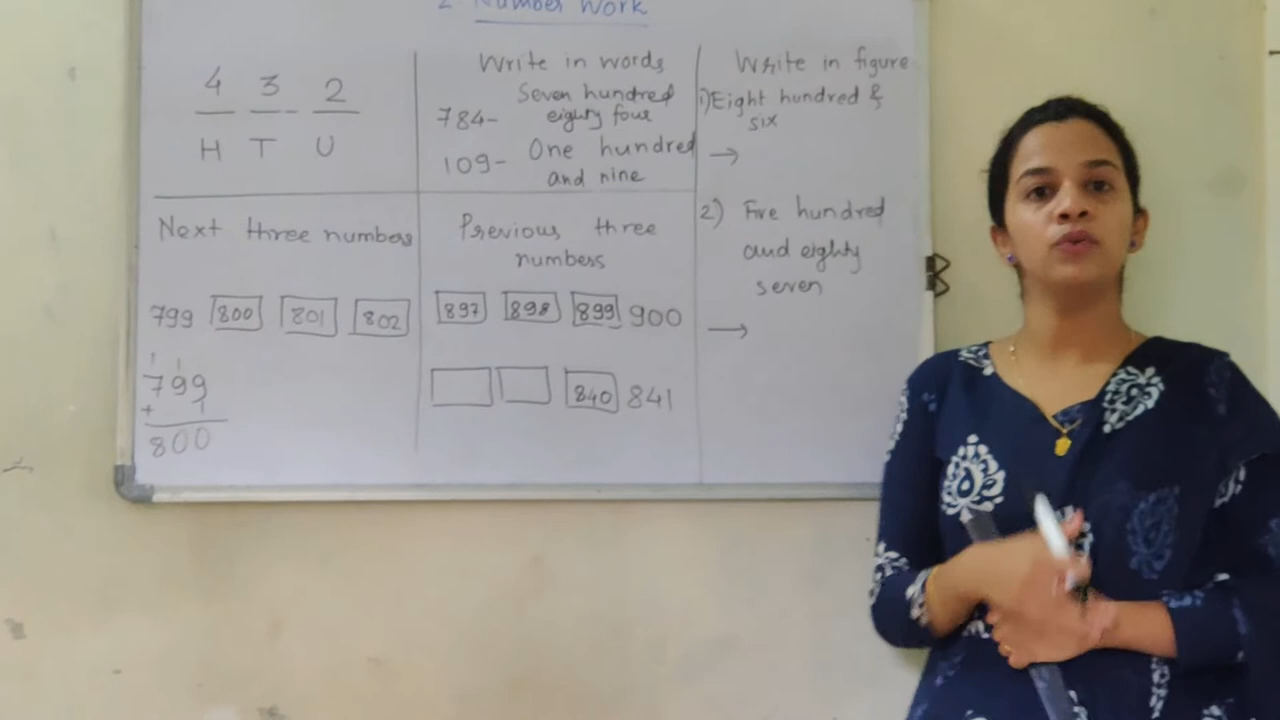 2. Number Work
4 3 2
H T U
Write in words
784- Seven hundred
eighty four
109- One hundred
and nine
Write in figure
1) Eight hundred &
six
→
2) Five hundred
and eighty
seven
→
Next three numbers
799 800 801 802
1 1
799
+ 1
800
Previous three
numbers
897 898 899 900
840 841